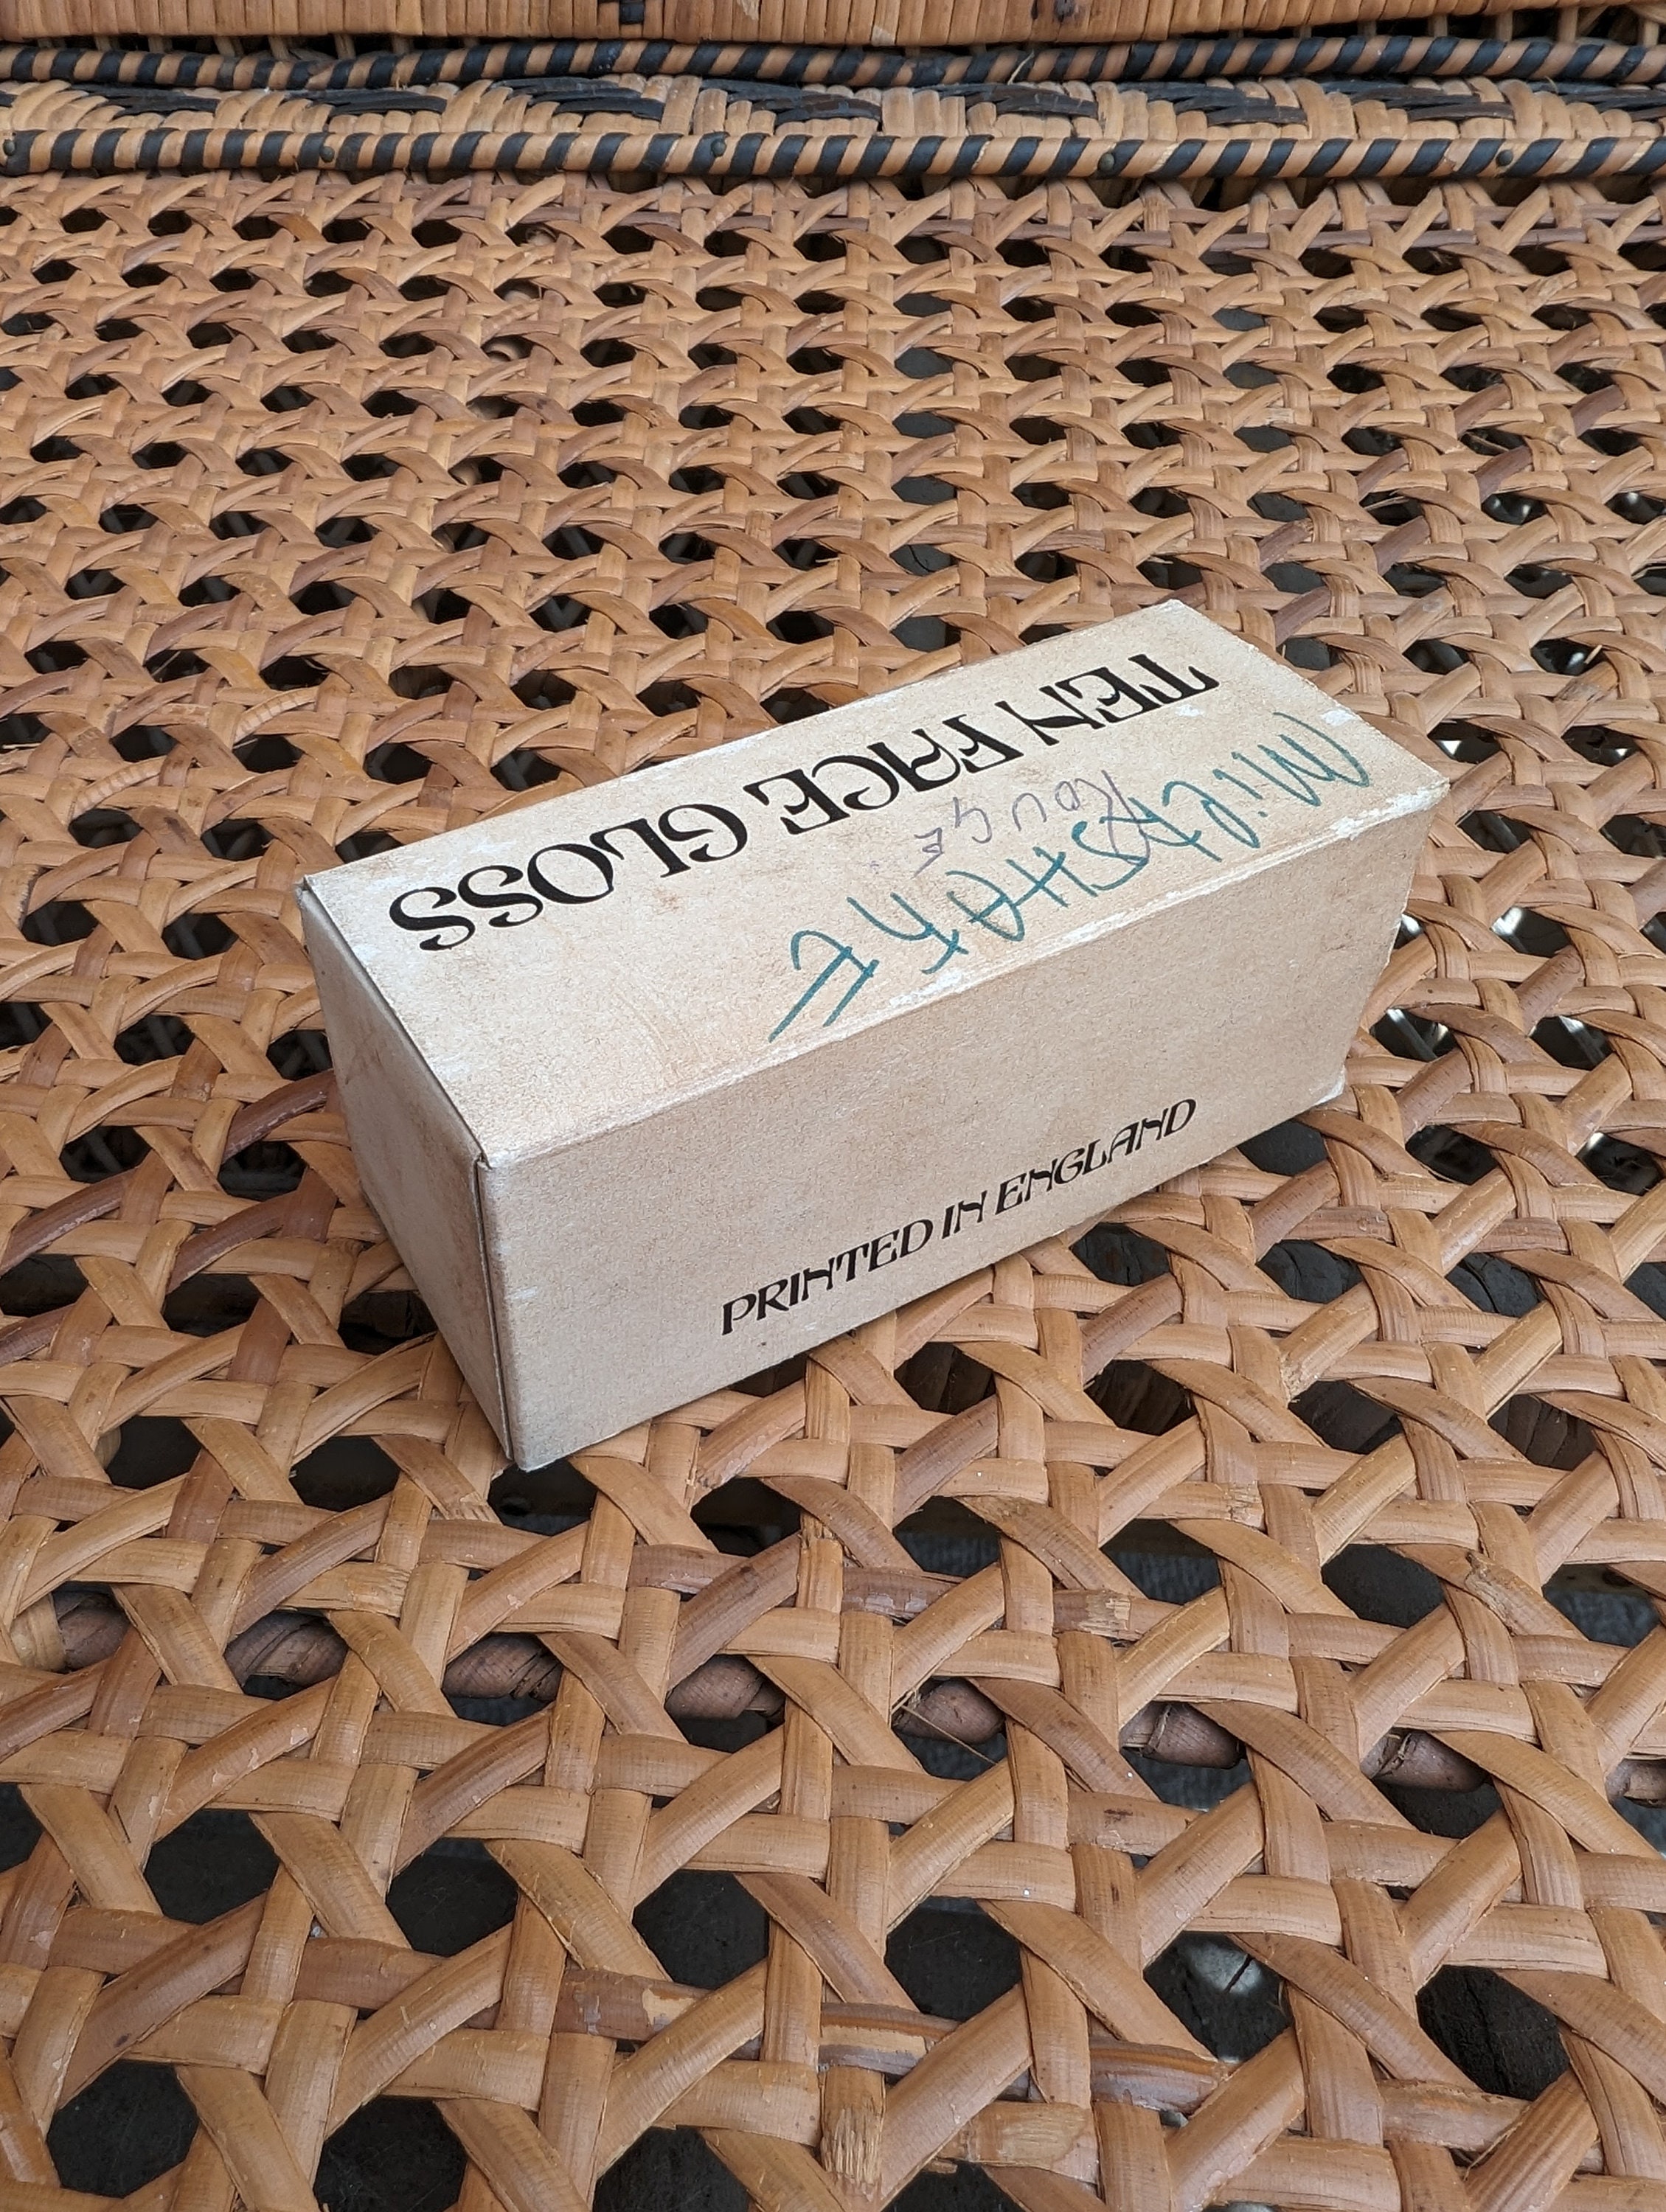 TEN FACE GLOSS
ROUGE
MilKSHAKE
PRINTED IN ENGLAND